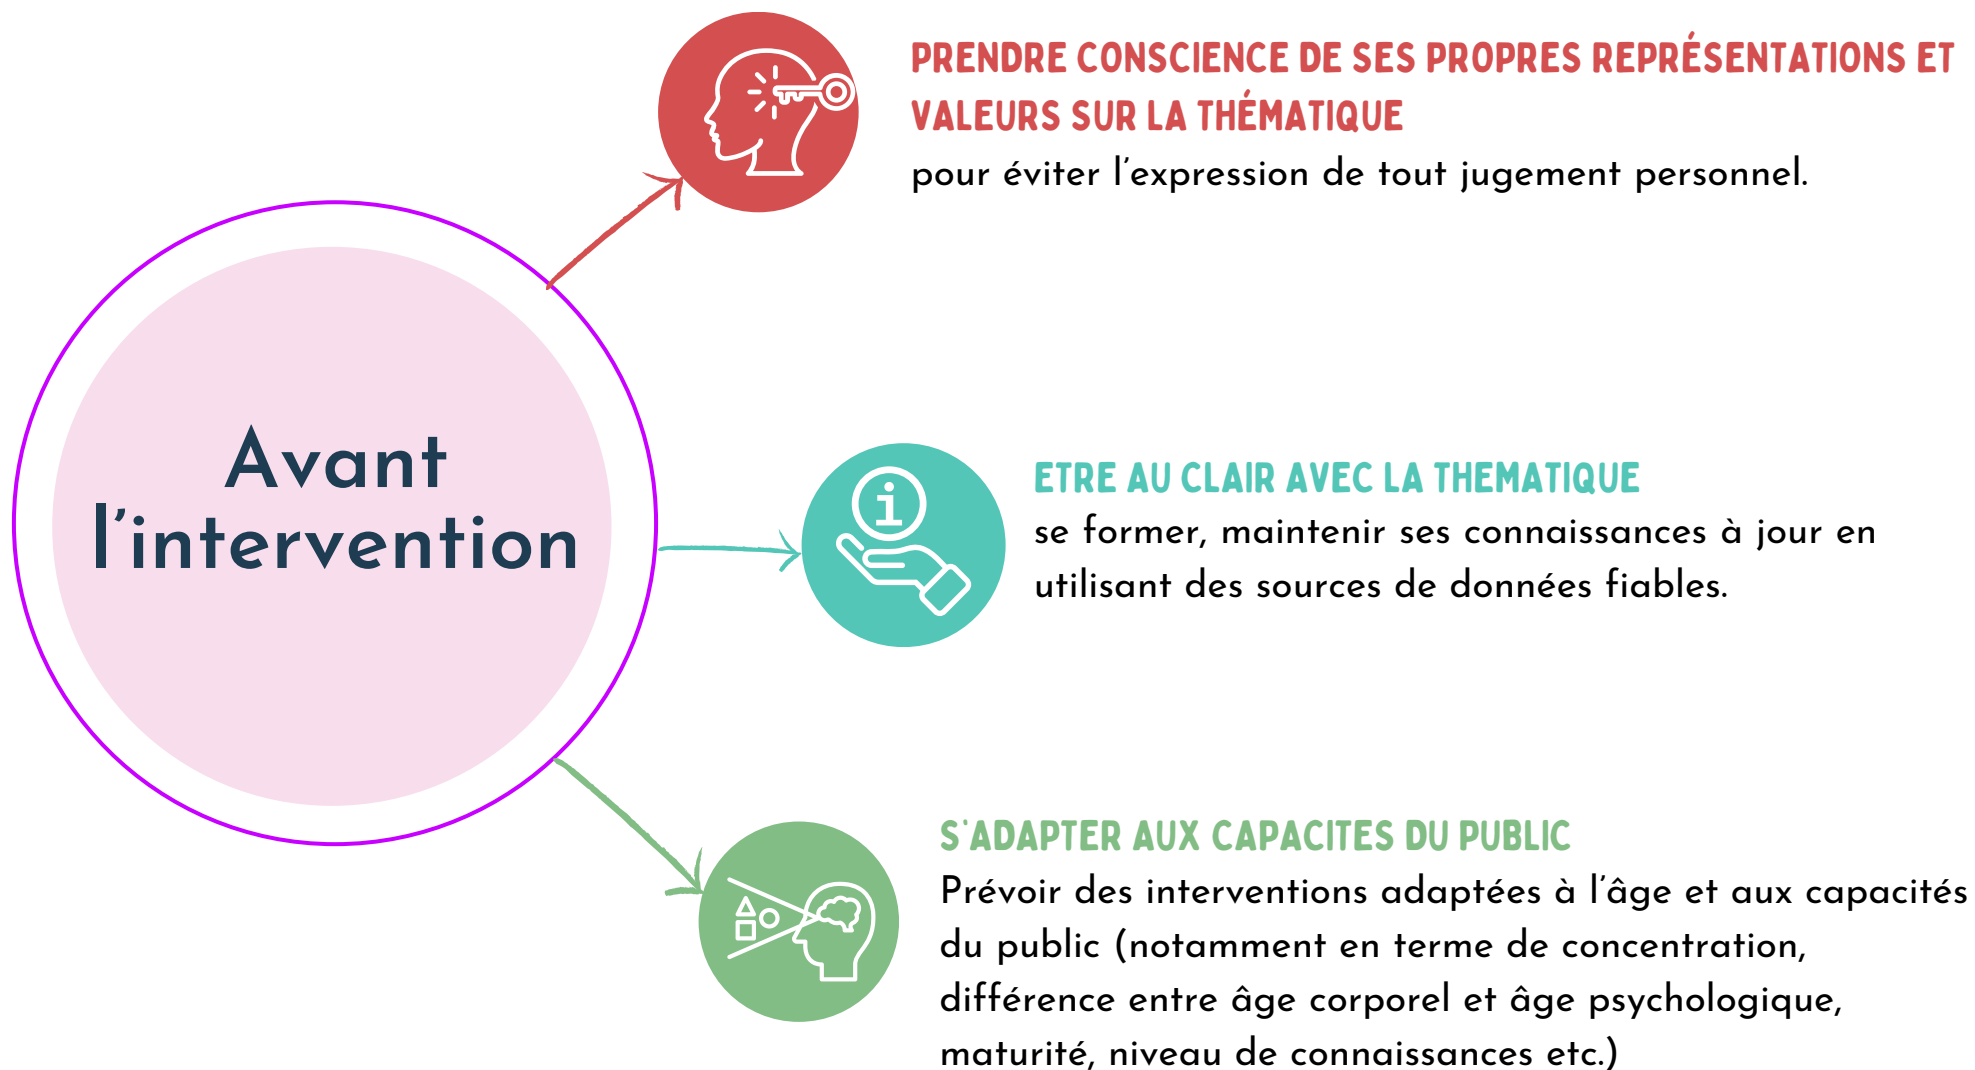 Avant
l'intervention
PRENDRE CONSCIENCE DE SES PROPRES REPRÉSENTATIONS ET
VALEURS SUR LA THÉMATIQUE
pour éviter l'expression de tout jugement personnel.
ETRE AU CLAIR AVEC LA THEMATIQUE
se former, maintenir ses connaissances à jour en
utilisant des sources de données fiables.
S'ADAPTER AUX CAPACITES DU PUBLIC
Prévoir des interventions adaptées à l'âge et aux capacités
du public (notamment en terme de concentration,
différence entre âge corporel et âge psychologique,
maturité, niveau de connaissances etc.)